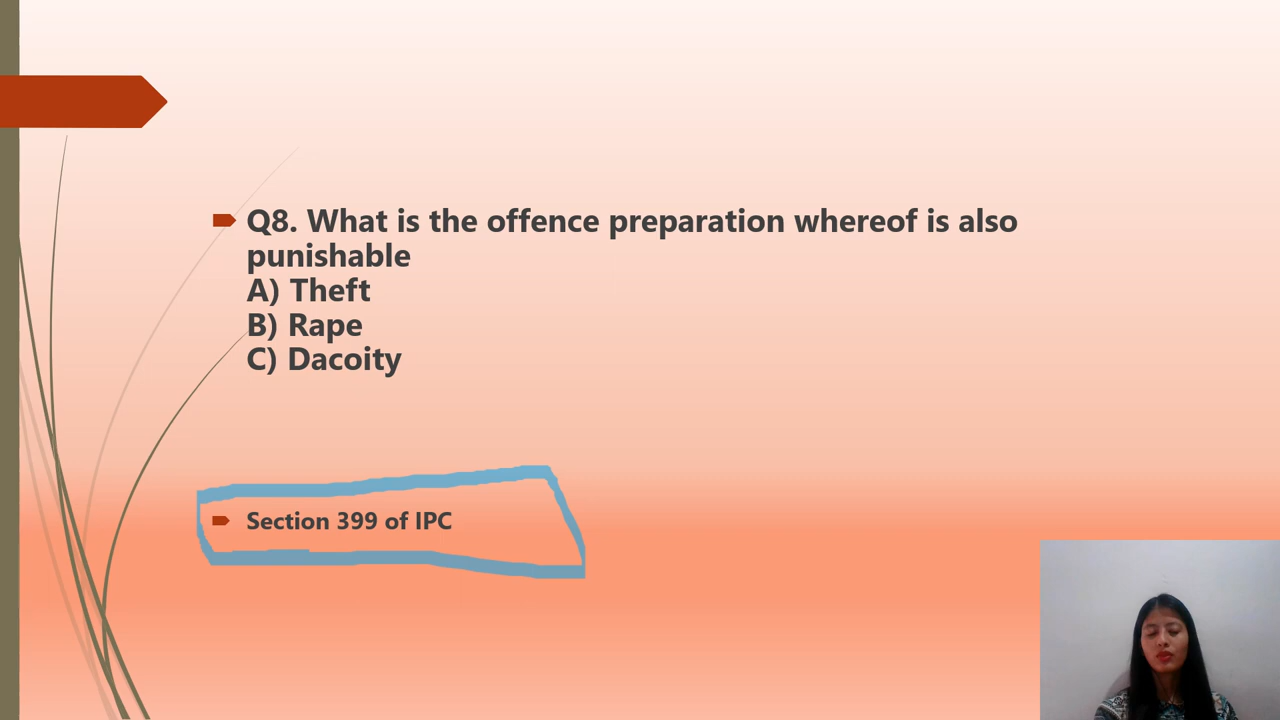 Q8. What is the offence preparation whereof is also
punishable
A) Theft
B) Rape
C) Dacoity
Section 399 of IPC